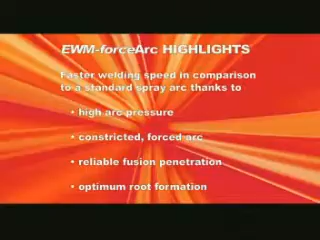 EWM-forceArc HIGHLIGHTS
Faster welding speed in comparison
to a standard spray arc thanks to
• high arc pressure
• constricted, forced arc
• reliable fusion penetration
• optimum root formation